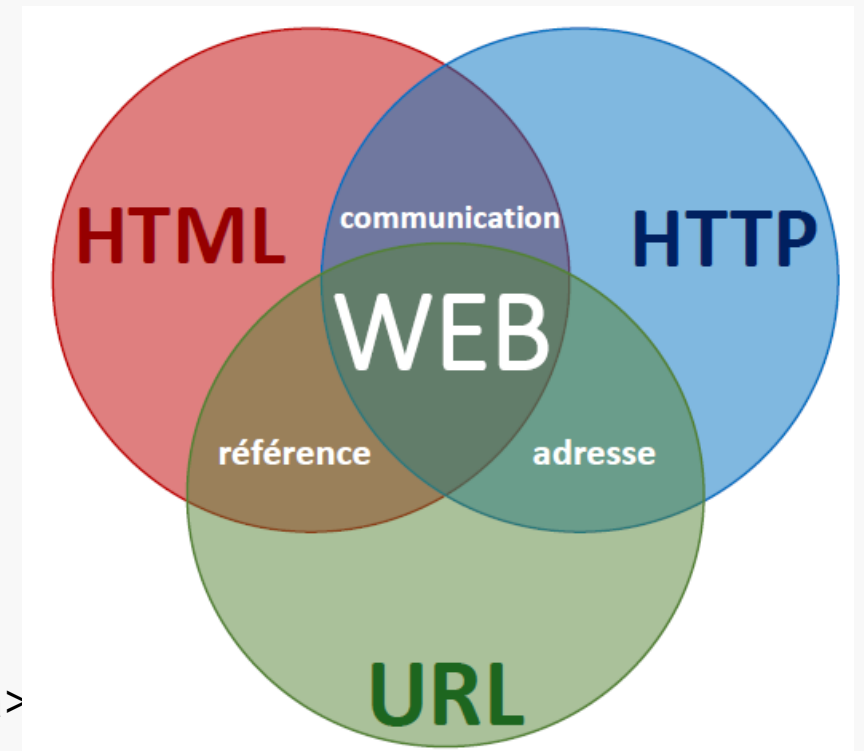 communication
HTML
HTTP
WEB
référence
adresse
URL
>